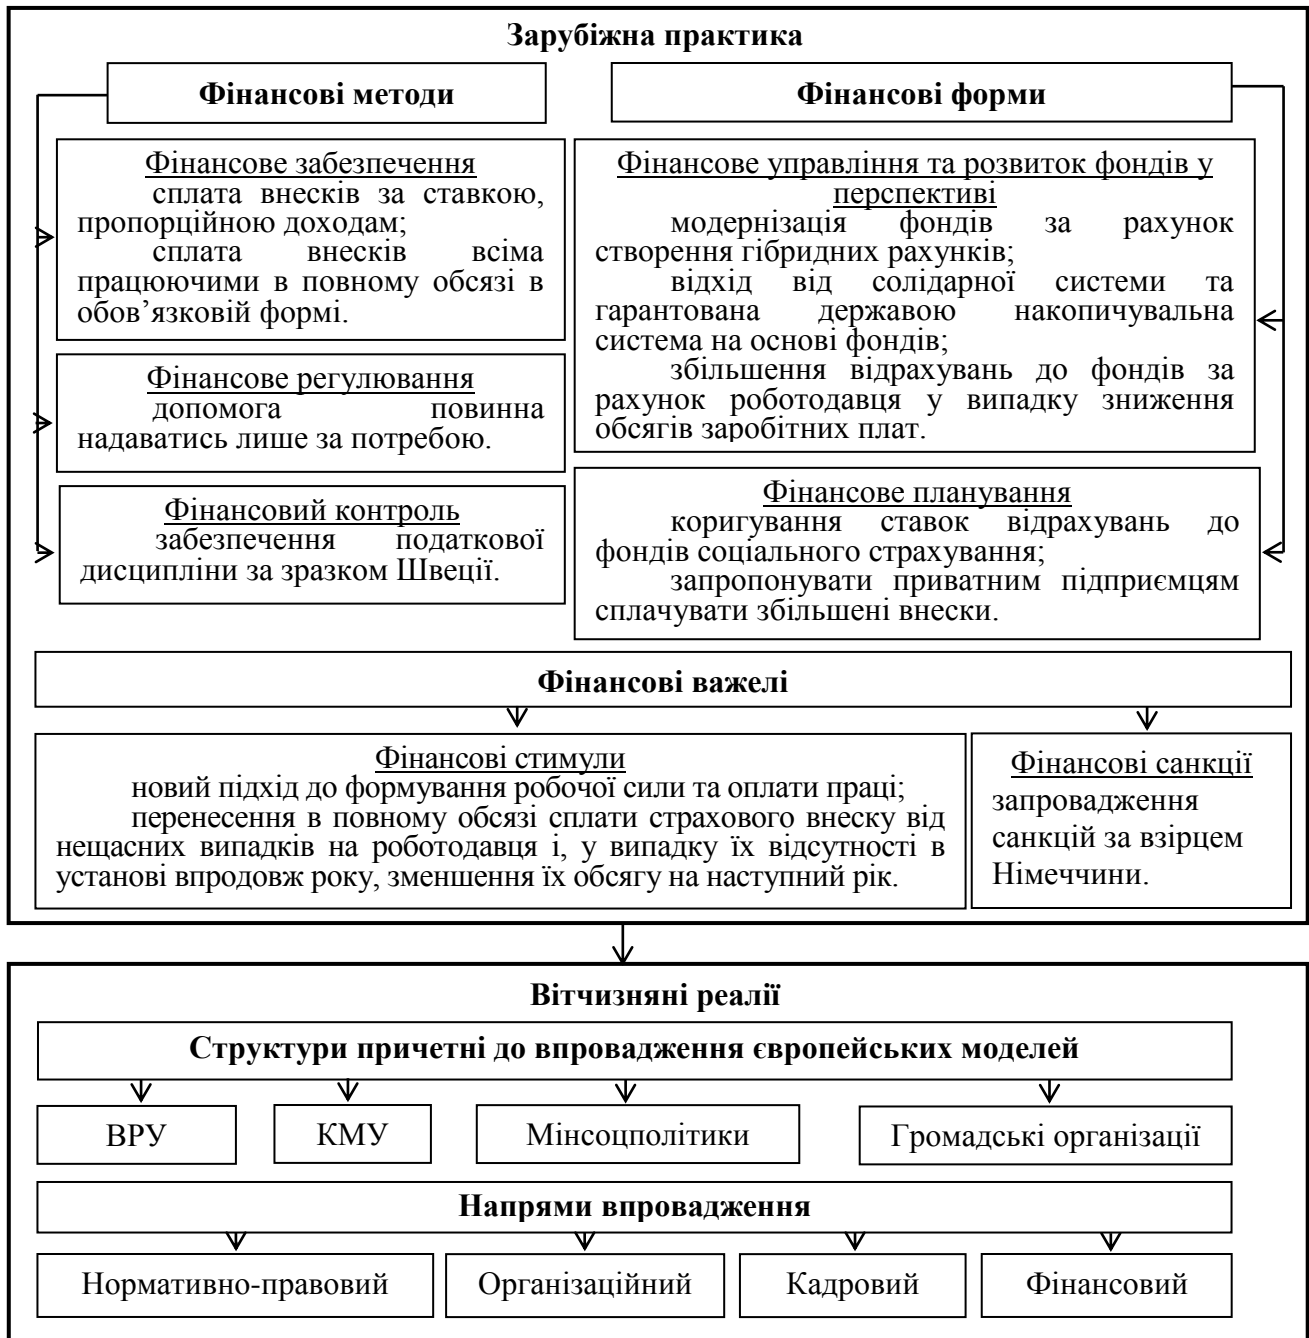 Зарубіжна практика
Фінансові методи
Фінансове забезпечення
сплата внесків за ставкою,
пропорційною доходам;
сплата внесків всіма
працюючими в повному обсязі в
обов’язковій формі.
Фінансове регулювання
допомога повинна
надаватись лише за потребою.
Фінансовий контроль
забезпечення податкової
дисципліни за зразком Швеції.
Фінансові форми
Фінансове управління та розвиток фондів у
перспективі
модернізація фондів за рахунок
створення гібридних рахунків;
відхід від солідарної системи та
гарантована державою накопичувальна
система на основі фондів;
збільшення відрахувань до фондів за
рахунок роботодавця у випадку зниження
обсягів заробітних плат.
Фінансове планування
коригування ставок відрахувань до
фондів соціального страхування;
запропонувати приватним підприємцям
сплачувати збільшені внески.
Фінансові важелі
Фінансові стимули
новий підхід до формування робочої сили та оплати праці;
перенесення в повному обсязі сплати страхового внеску від
нещасних випадків на роботодавця і, у випадку їх відсутності в
установі впродовж року, зменшення їх обсягу на наступний рік.
Фінансові санкції
запровадження
санкцій за взірцем
Німеччини.
Вітчизняні реалії
Структури причетні до впровадження європейських моделей
ВРУ
КМУ
Мінсоцполітики
Громадські організації
Напрями впровадження
Нормативно-правовий
Організаційний
Кадровий
Фінансовий